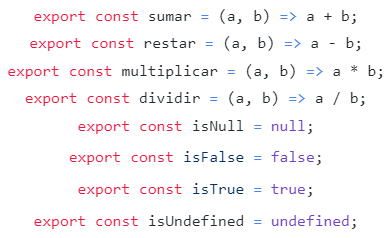 export const sumar = (a, b) => a + b;
export const restar = (a, b) => a - b;
export const multiplicar = (a, b) => a * b;
export const dividir = (a, b) => a / b;
export const isNull = null;
export const isFalse = false;
export const isTrue = true;
export const isUndefined = undefined;